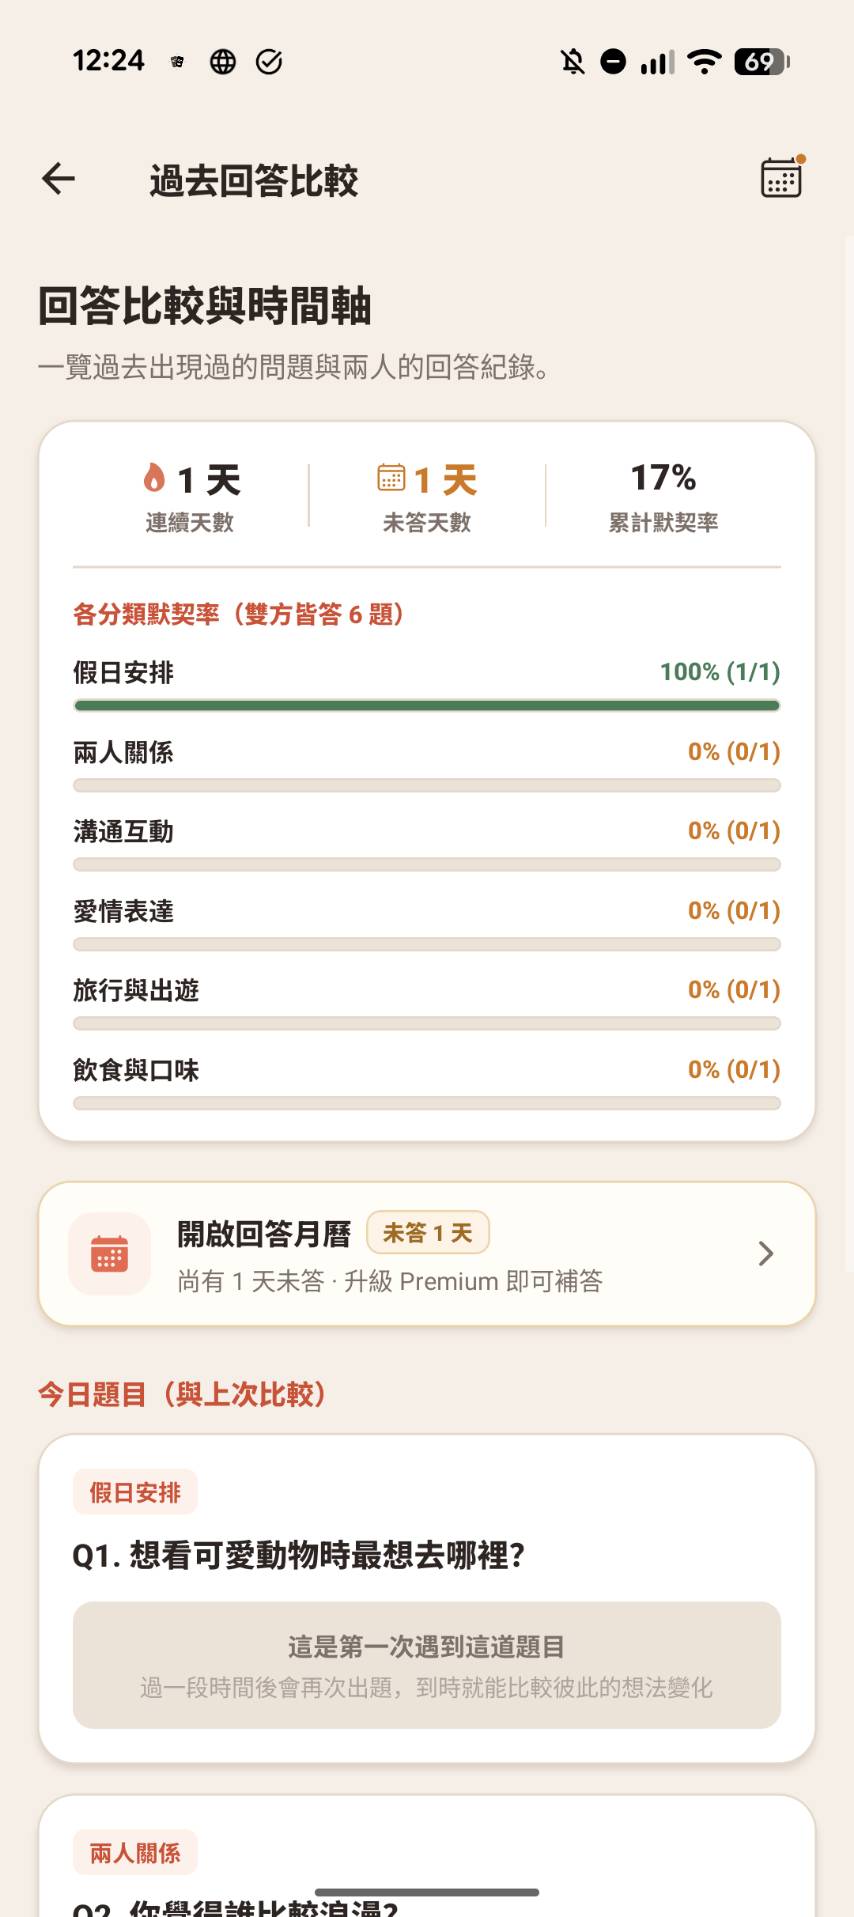 12:24
69
過去回答比較
回答比較與時間軸
一覽過去出現過的問題與兩人的回答紀錄。
1 天
連續天數
1 天
未答天數
17%
累計默契率
各分類默契率（雙方皆答 6 題）
假日安排 100% (1/1)
兩人關係 0% (0/1)
溝通互動 0% (0/1)
愛情表達 0% (0/1)
旅行與出遊 0% (0/1)
飲食與口味 0% (0/1)
開啟回答月曆 未答 1 天
尚有 1 天未答 · 升級 Premium 即可補答
今日題目（與上次比較）
假日安排
Q1. 想看可愛動物時最想去哪裡?
這是第一次遇到這道題目
過一段時間後會再次出題，到時就能比較彼此的想法變化
兩人關係
Q2. 你覺得誰比較浪漫?